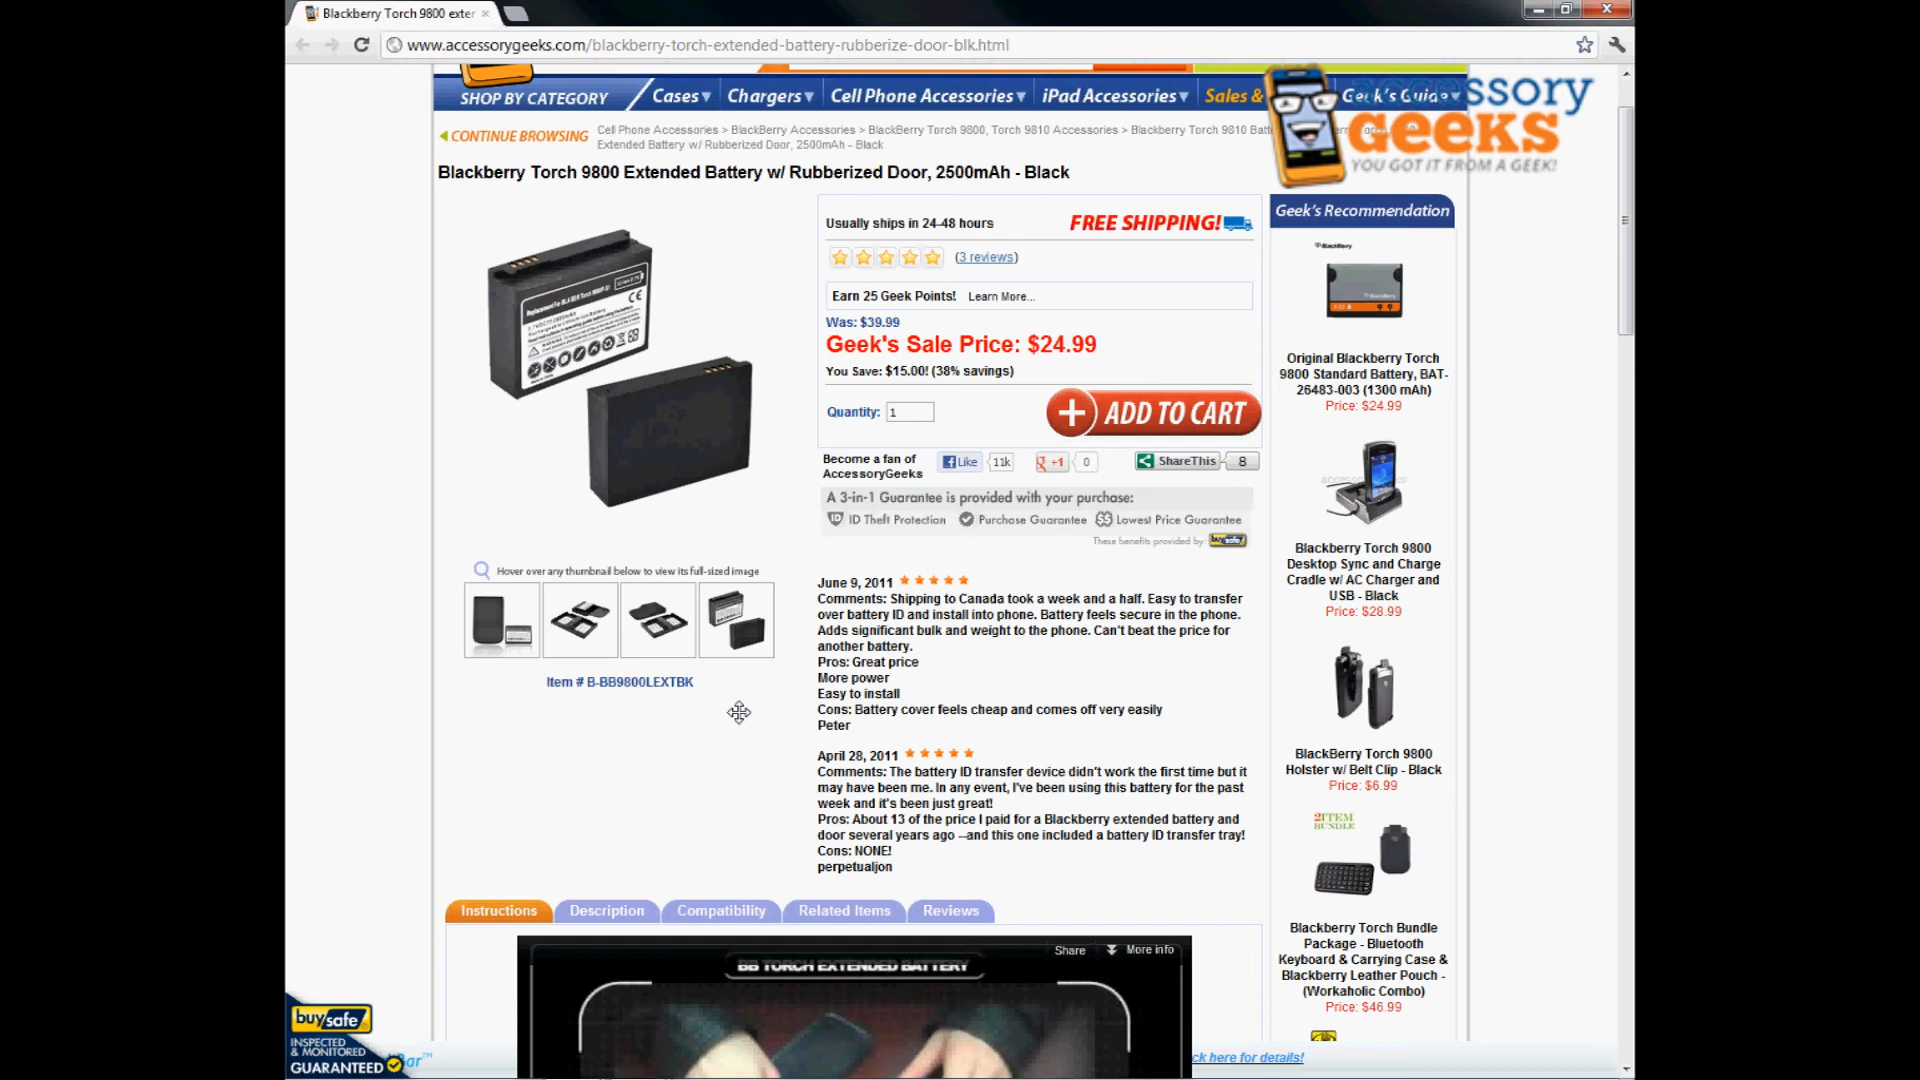 Blackberry Torch 9800 exter
www.accessorygeeks.com/blackberry-torch-extended-battery-rubberize-door-blk.html
SHOP BY CATEGORY
Cases
Chargers
Cell Phone Accessories
iPad Accessories
Sales &
Geek's Guide
accessory
GEEKS
YOU GOT IT FROM A GEEK!
CONTINUE BROWSING
Cell Phone Accessories > BlackBerry Accessories > BlackBerry Torch 9800, Torch 9810 Accessories > Blackberry Torch 9810
Extended Battery w/ Rubberized Door, 2500mAh - Black
Blackberry Torch 9800 Extended Battery w/ Rubberized Door, 2500mAh - Black
Usually ships in 24-48 hours
FREE SHIPPING!
(3 reviews)
Earn 25 Geek Points! Learn More...
Was: $39.99
Geek's Sale Price: $24.99
You Save: $15.00! (38% savings)
Quantity: 1
+ ADD TO CART
Become a fan of
AccessoryGeeks
Like 11k
+1 0
ShareThis 8
A 3-in-1 Guarantee is provided with your purchase:
ID Theft Protection
Purchase Guarantee
Lowest Price Guarantee
These benefits provided by: buySafe
Hover over any thumbnail below to view its full-sized image
Item # B-BB9800LEXTBK
June 9, 2011
Comments: Shipping to Canada took a week and a half. Easy to transfer
over battery ID and install into phone. Battery feels secure in the phone.
Adds significant bulk and weight to the phone. Can't beat the price for
another battery.
Pros: Great price
More power
Easy to install
Cons: Battery cover feels cheap and comes off very easily
Peter
April 28, 2011
Comments: The battery ID transfer device didn't work the first time but it
may have been me. In any event, I've been using this battery for the past
week and it's been just great!
Pros: About 13 of the price I paid for a Blackberry extended battery and
door several years ago --and this one included a battery ID transfer tray!
Cons: NONE!
perpetualjon
Instructions
Description
Compatibility
Related Items
Reviews
Share
More info
BB TORCH EXTENDED BATTERY
Geek's Recommendation
BlackBerry
Original Blackberry Torch
9800 Standard Battery, BAT-
26483-003 (1300 mAh)
Price: $24.99
Blackberry Torch 9800
Desktop Sync and Charge
Cradle w/ AC Charger and
USB - Black
Price: $28.99
BlackBerry Torch 9800
Holster w/ Belt Clip - Black
Price: $6.99
2 ITEM
BUNDLE
Blackberry Torch Bundle
Package - Bluetooth
Keyboard & Carrying Case &
Blackberry Leather Pouch -
(Workaholic Combo)
Price: $46.99
buySafe
INSPECTED
& MONITORED
GUARANTEED
Bar™
ck here for details!